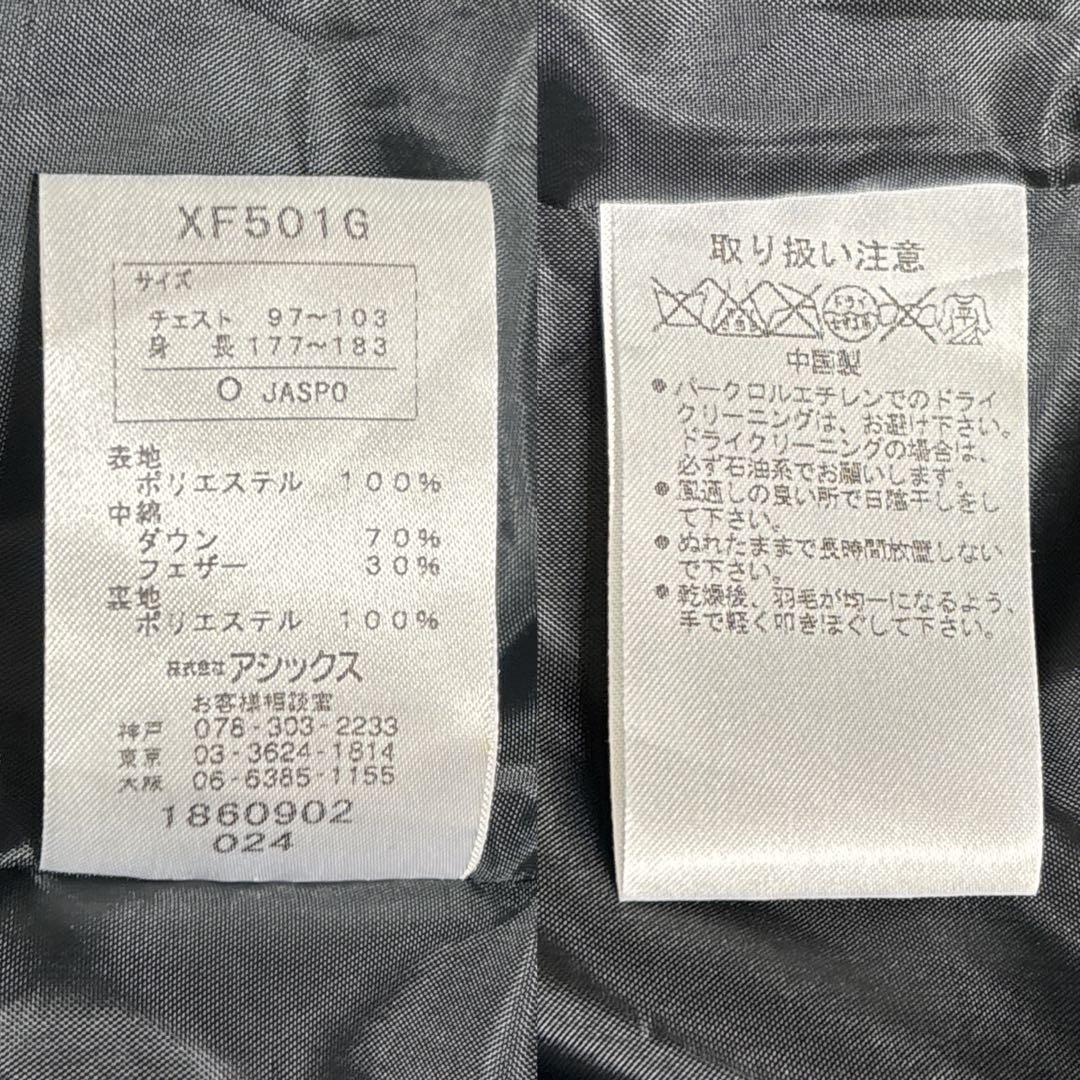 XF501G
サイズ
チェスト 97〜103
身 長 177〜183
O JASPO
表地
ポリエステル 100%
中綿
ダウン 70%
フェザー 30%
裏地
ポリエステル 100%
株式会社アシックス
お客様相談室
神戸 078-303-2233
東京 03-3624-1814
大阪 06-6385-1155
1860902
024
取り扱い注意
ドライ
セキユ系
平
中国製
• パークロルエチレンでのドライ
クリーニングは、お避け下さい。
ドライクリーニングの場合は、
必ず石油系でお願いします。
• 風通しの良い所で日陰干しをし
て下さい。
• ぬれたままで長時間放置しない
で下さい。
• 乾燥後、羽毛が均一になるよう、
手で軽く叩きほぐして下さい。